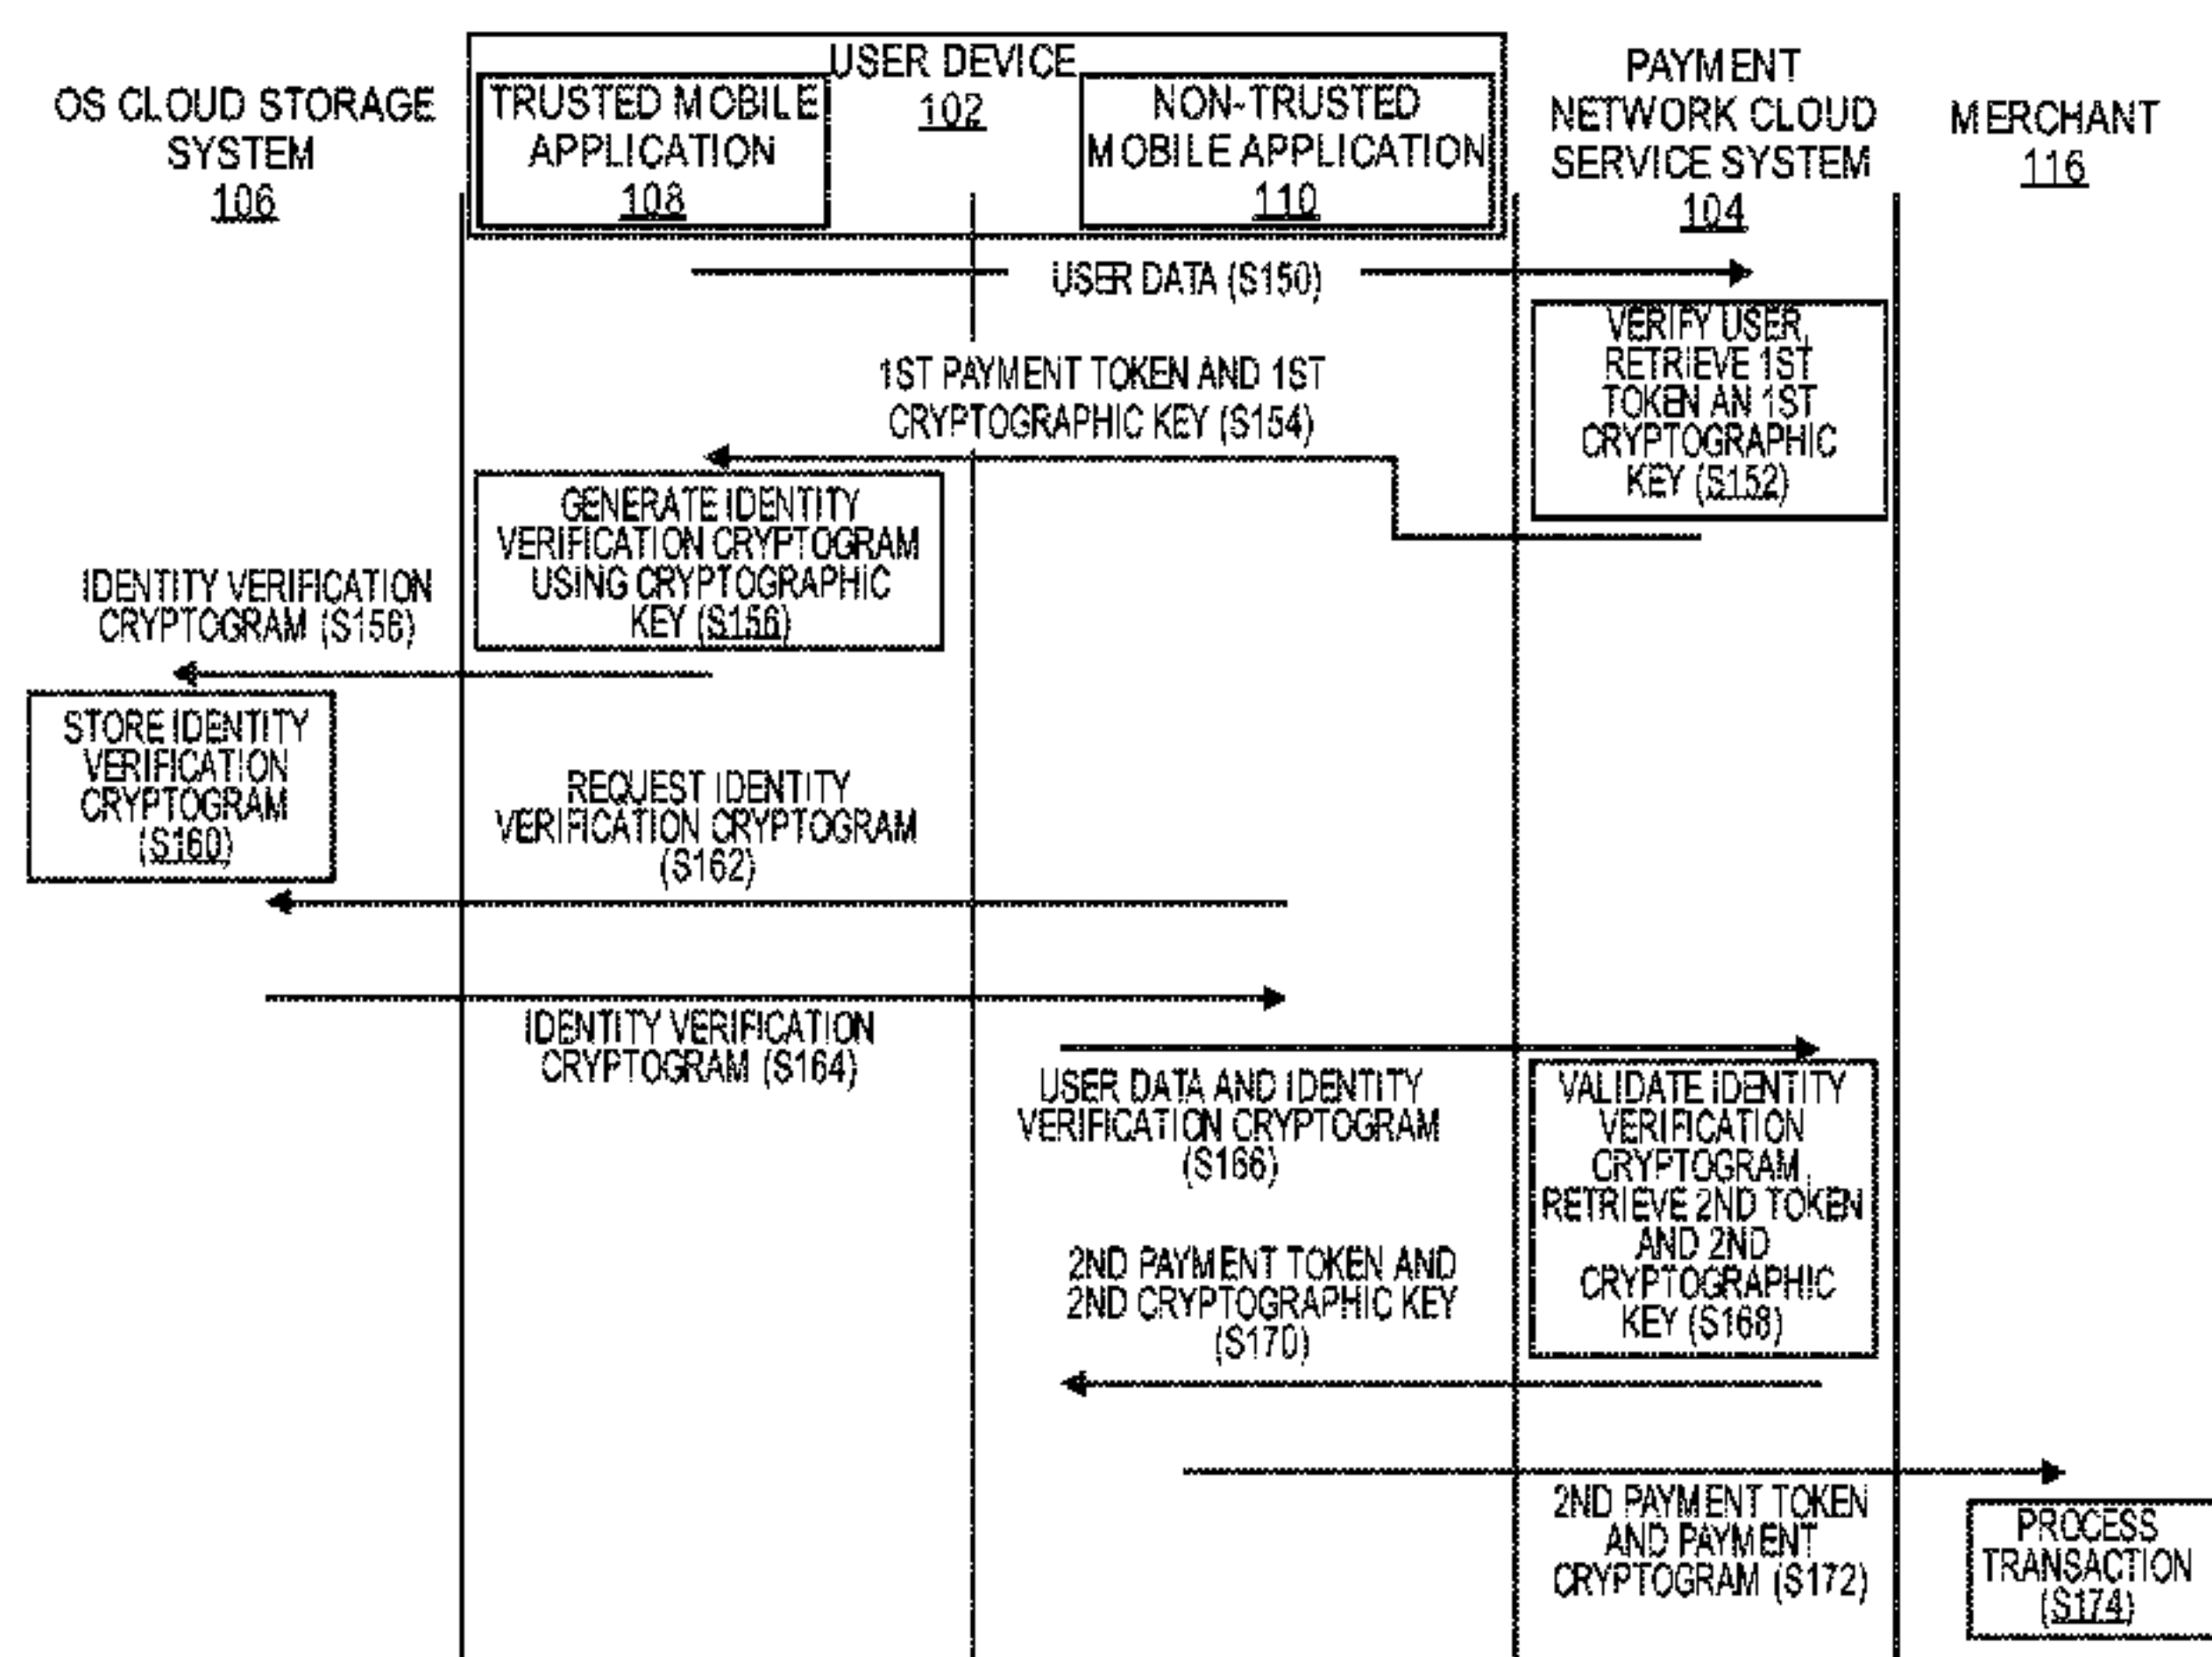 OS CLOUD STORAGE
SYSTEM
106
USER DEVICE
102
TRUSTED MOBILE
APPLICATION
108
NON-TRUSTED
MOBILE APPLICATION
110
PAYMENT
NETWORK CLOUD
SERVICE SYSTEM
104
MERCHANT
116
USER DATA (S150)
VERIFY USER,
RETRIEVE 1ST
TOKEN AN 1ST
CRYPTOGRAPHIC
KEY (S152)
1ST PAYMENT TOKEN AND 1ST
CRYPTOGRAPHIC KEY (S154)
GENERATE IDENTITY
VERIFICATION CRYPTOGRAM
USING CRYPTOGRAPHIC
KEY (S156)
IDENTITY VERIFICATION
CRYPTOGRAM (S158)
STORE IDENTITY
VERIFICATION
CRYPTOGRAM
(S160)
REQUEST IDENTITY
VERIFICATION CRYPTOGRAM
(S162)
IDENTITY VERIFICATION
CRYPTOGRAM (S164)
USER DATA AND IDENTITY
VERIFICATION CRYPTOGRAM
(S166)
VALIDATE IDENTITY
VERIFICATION
CRYPTOGRAM,
RETRIEVE 2ND TOKEN
AND 2ND
CRYPTOGRAPHIC
KEY (S168)
2ND PAYMENT TOKEN AND
2ND CRYPTOGRAPHIC KEY
(S170)
2ND PAYMENT TOKEN
AND PAYMENT
CRYPTOGRAM (S172)
PROCESS
TRANSACTION
(S174)